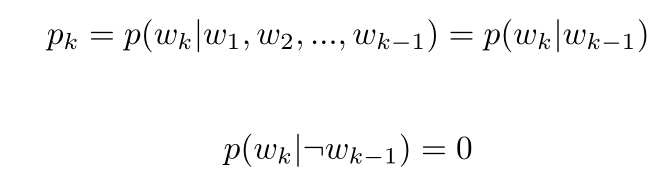 p_k = p(w_k|w_1, w_2, ..., w_{k-1}) = p(w_k|w_{k-1})
p(w_k|¬w_{k-1}) = 0